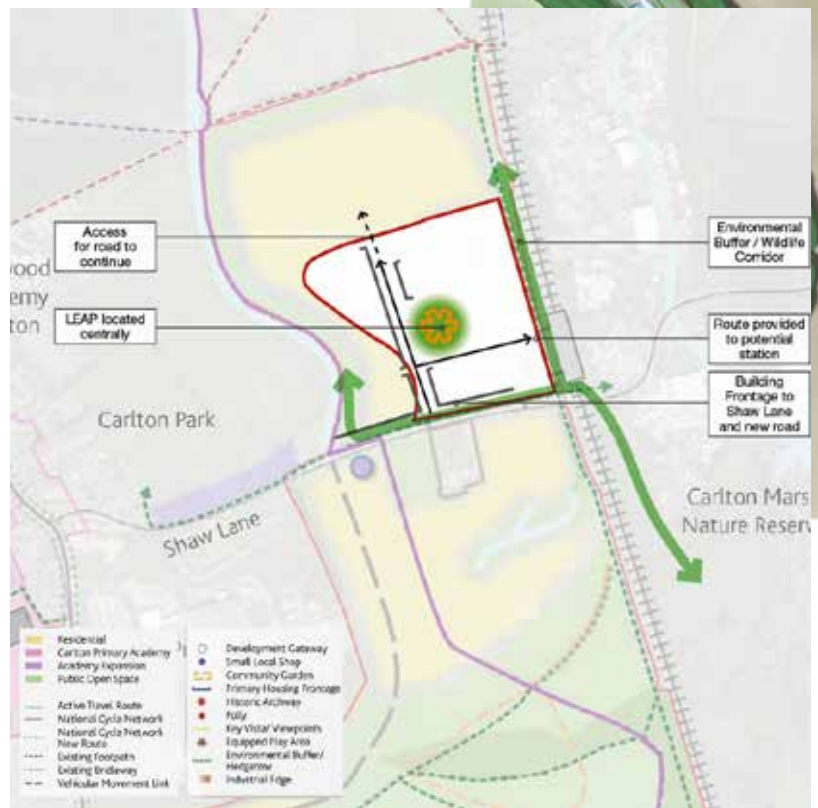 Access
for road to
continue
LEAP located
centrally
Environmental
Buffer / Wildlife
Corridor
Route provided
to potential
station
Building
Frontage to
Shaw Lane
and new road
ood
emy
ton
Carlton Park
Shaw Lane
Carlton Mars
Nature Reserv
Residential
Carlton Primary Academy
Academy Expansion
Public Open Space
Active Travel Route
National Cycle Network
National Cycle Network
New Route
Existing Footpath
Existing Bridleway
Vehicular Movement Link
Development Gateway
Small Local Shop
Community Garden
Primary Housing Frontage
Historic Archway
Folly
Key Vista/ Viewpoints
Equipped Play Area
Environmental Buffer/
Hedgerow
Industrial Edge